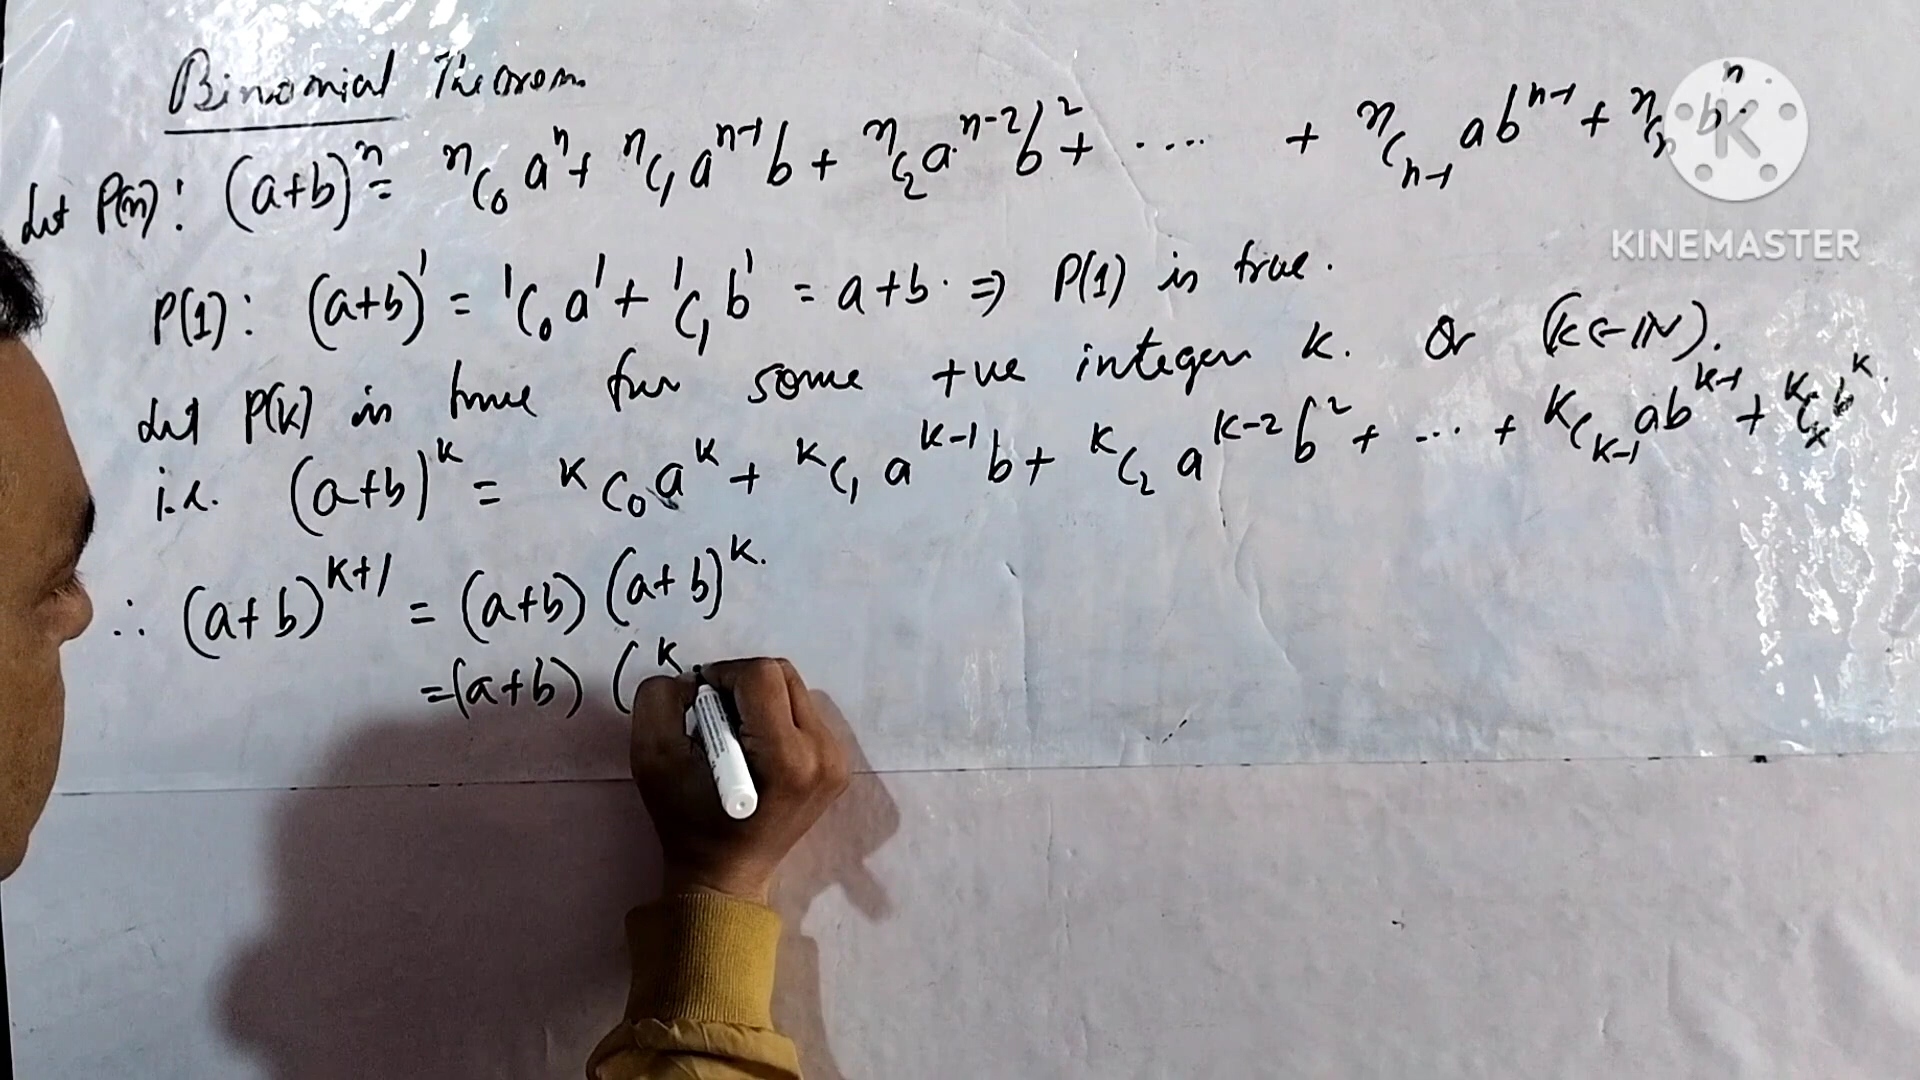 Binomial Theorem
Let P(n): (a+b)ⁿ = ⁿC₀ aⁿ + ⁿC₁ aⁿ⁻¹ b + ⁿC₂ aⁿ⁻² b² + ..... + ⁿCₙ₋₁ abⁿ⁻¹ + ⁿCₙ bⁿ.
KINEMASTER
P(1): (a+b)¹ = ¹C₀ a¹ + ¹C₁ b¹ = a+b. ⇒ P(1) is true.
Let P(k) is true for some +ve integer k. Or (k∈ℕ).
i.e. (a+b)ᵏ = ᵏC₀ aᵏ + ᵏC₁ aᵏ⁻¹ b + ᵏC₂ aᵏ⁻² b² + ... + ᵏCₖ₋₁ abᵏ⁻¹ + ᵏCₖ bᵏ.
∴ (a+b)ᵏ⁺¹ = (a+b) (a+b)ᵏ.
= (a+b) (ᵏ